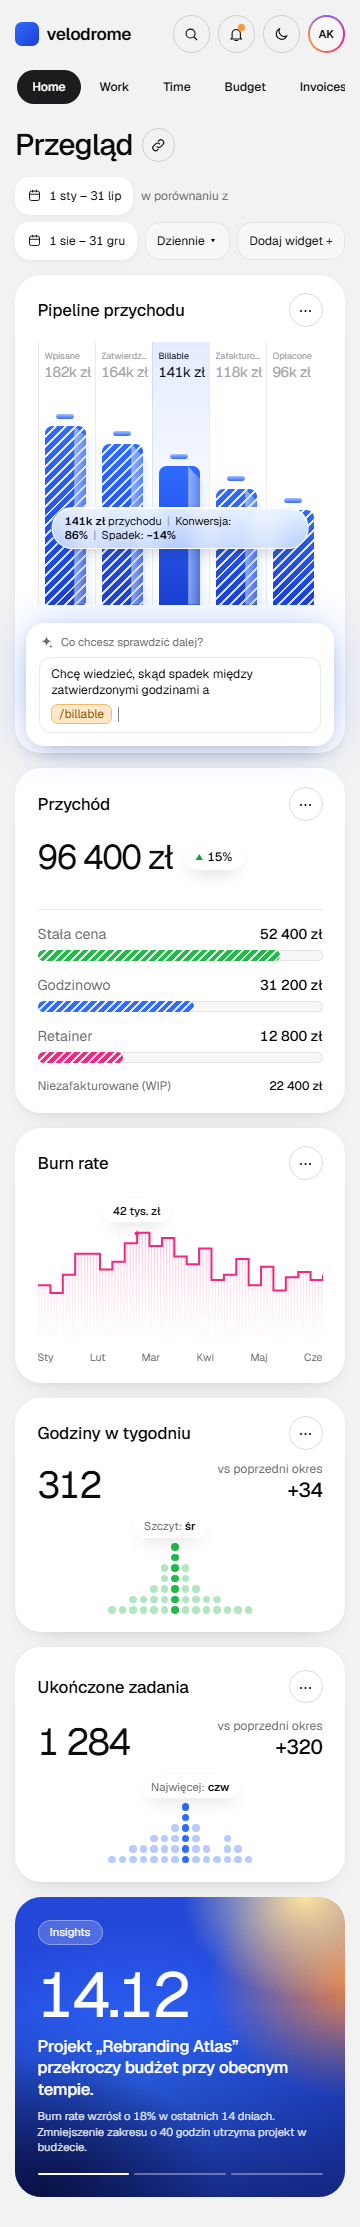 velodrome
AK
Home Work Time Budget Invoices
Przegląd
1 sty – 31 lip w porównaniu z
1 sie – 31 gru Dziennie Dodaj widget +
Pipeline przychodu
Wpisane Zatwierdz... Billable Zafakturo... Opłacone
182k zł 164k zł 141k zł 118k zł 96k zł
141k zł przychodu | Konwersja:
86% | Spadek: −14%
Co chcesz sprawdzić dalej?
Chcę wiedzieć, skąd spadek między
zatwierdzonymi godzinami a
/billable
Przychód
96 400 zł 15%
Stała cena 52 400 zł
Godzinowo 31 200 zł
Retainer 12 800 zł
Niezafakturowane (WIP) 22 400 zł
Burn rate
42 tys. zł
Sty Lut Mar Kwi Maj Cze
Godziny w tygodniu
vs poprzedni okres
312 +34
Szczyt: śr
Ukończone zadania
vs poprzedni okres
1 284 +320
Najwięcej: czw
Insights
14.12
Projekt „Rebranding Atlas”
przekroczy budżet przy obecnym
tempie.
Burn rate wzrósł o 18% w ostatnich 14 dniach.
Zmniejszenie zakresu o 40 godzin utrzyma projekt w
budżecie.